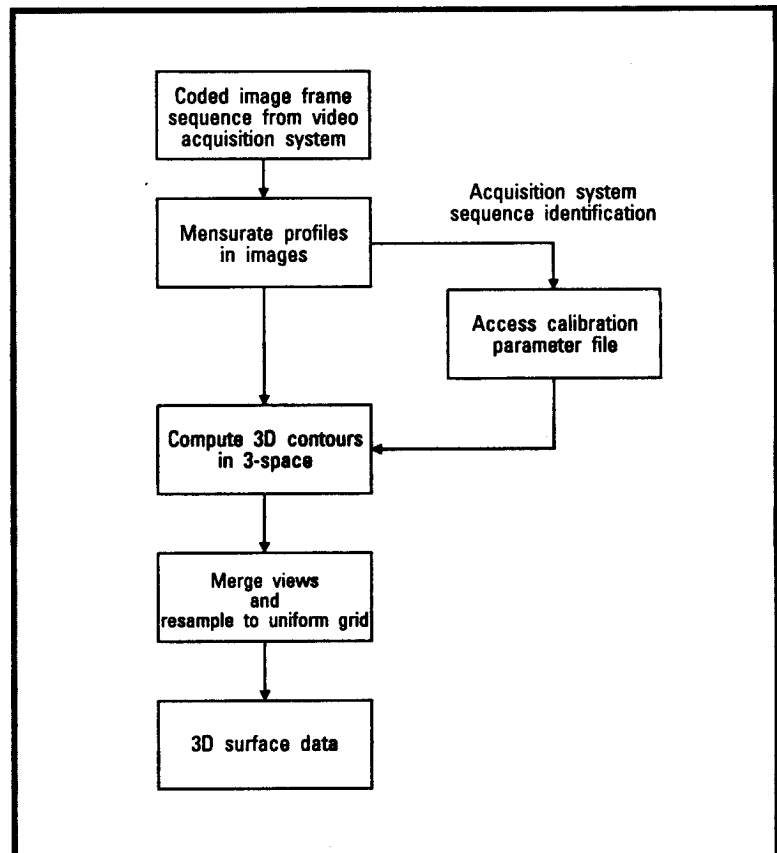 Coded image frame
sequence from video
acquisition system
Mensurate profiles
in images
Acquisition system
sequence identification
Access calibration
parameter file
Compute 3D contours
in 3-space
Merge views
and
resample to uniform grid
3D surface data